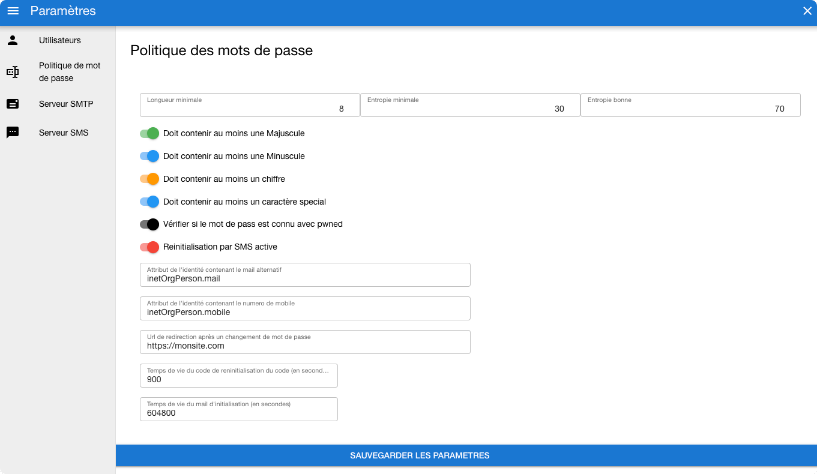 Paramètres
Utilisateurs
Politique de mot
de passe
Serveur SMTP
Serveur SMS
Politique des mots de passe
Longueur minimale
8
Entropie minimale
30
Entropie bonne
70
Doit contenir au moins une Majuscule
Doit contenir au moins une Minuscule
Doit contenir au moins un chiffre
Doit contenir au moins un caractère special
Vérifier si le mot de pass est connu avec pwned
Reinitialisation par SMS active
Attribut de l'identité contenant le mail alternatif
inetOrgPerson.mail
Attribut de l'identité contenant le numero de mobile
inetOrgPerson.mobile
Url de redirection après un changement de mot de passe
https://monsite.com
Temps de vie du code de reninitialisation du code (en second...
900
Temps de vie du mail d'initialisation (en secondes)
604800
SAUVEGARDER LES PARAMETRES